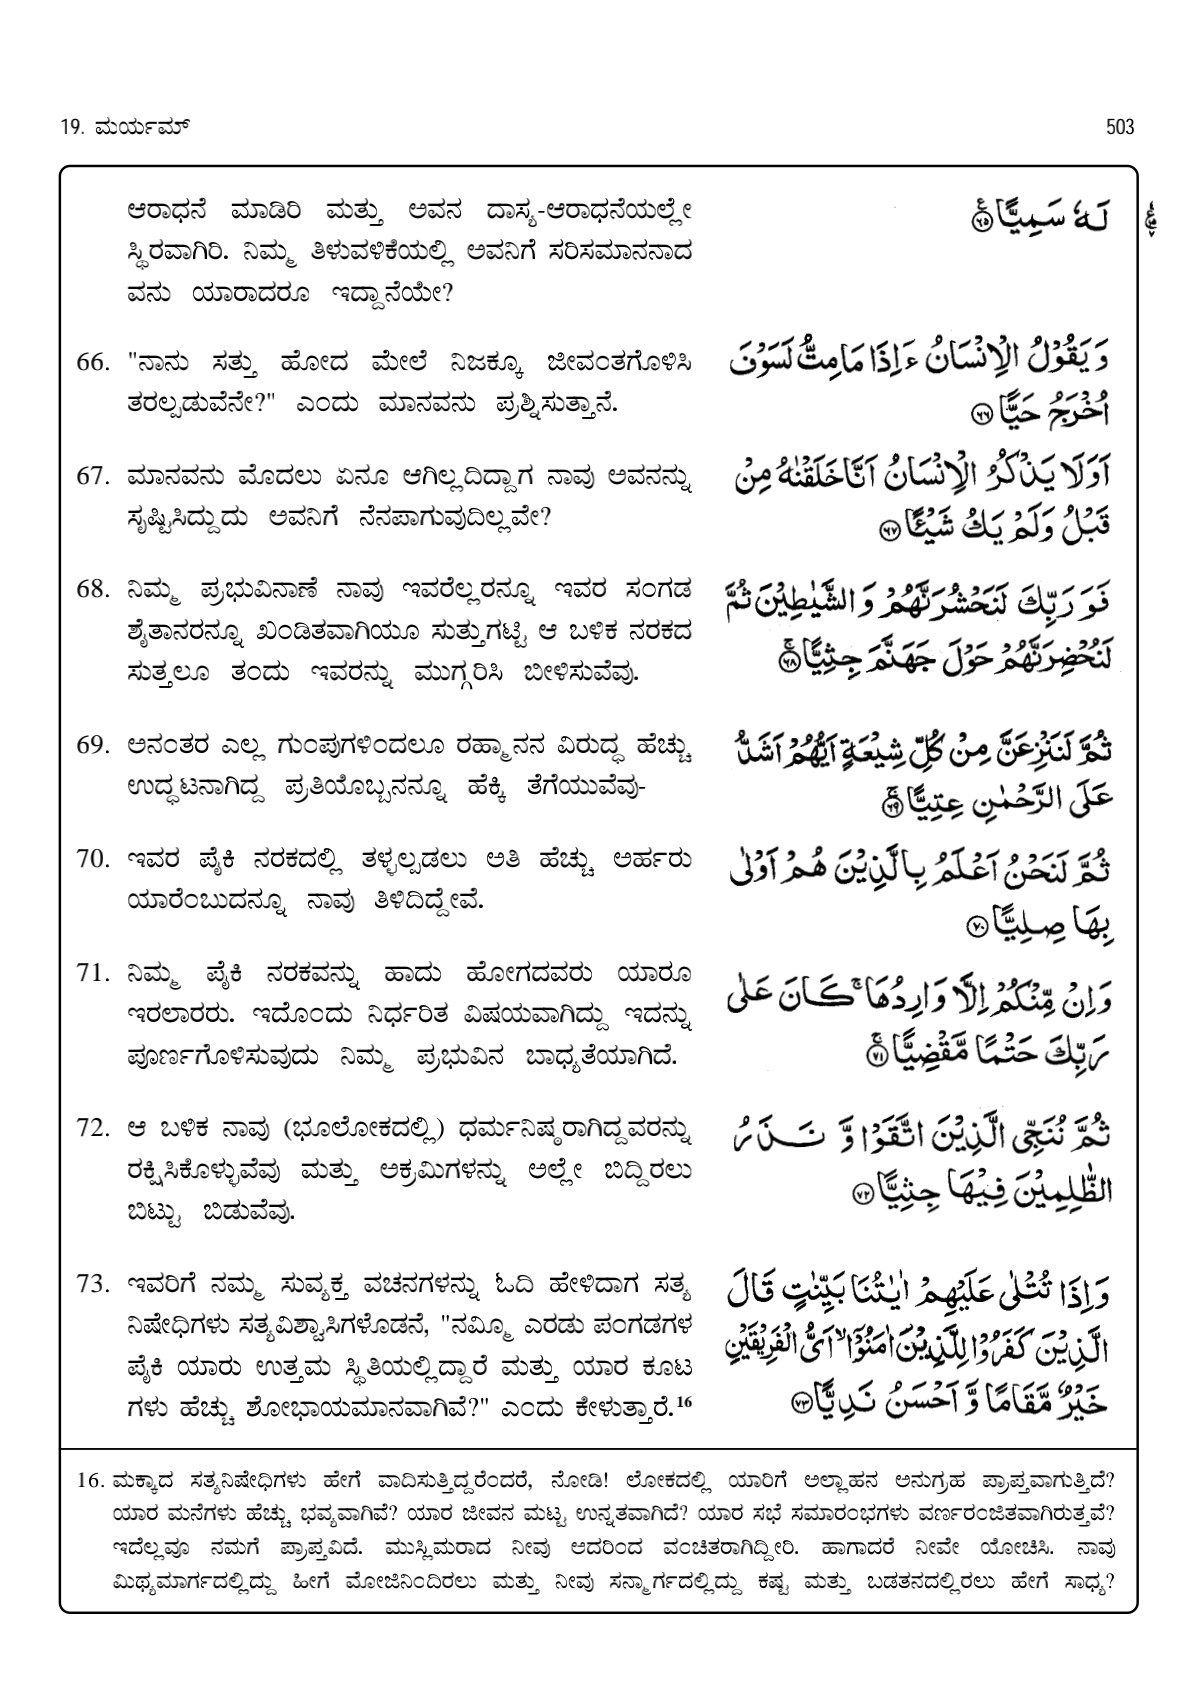 19. ಮರ್ಯಮ್ 503
ಆರಾಧನೆ ಮಾಡಿರಿ ಮತ್ತು ಅವನ ದಾಸ್ಯ-ಆರಾಧನೆಯಲ್ಲೇ
ಸ್ಥಿರವಾಗಿರಿ. ನಿಮ್ಮ ತಿಳುವಳಿಕೆಯಲ್ಲಿ ಅವನಿಗೆ ಸರಿಸಮಾನನಾದ
ವನು ಯಾರಾದರೂ ಇದ್ದಾನೆಯೇ?
لَهٗ سَمِيًّا ۝٦٥
66. "ನಾನು ಸತ್ತು ಹೋದ ಮೇಲೆ ನಿಜಕ್ಕೂ ಜೀವಂತಗೊಳಿಸಿ
ತರಲ್ಪಡುವೆನೇ?" ಎಂದು ಮಾನವನು ಪ್ರಶ್ನಿಸುತ್ತಾನೆ.
وَيَقُوْلُ الْاِنْسَانُ ءَاِذَا مَا مِتُّ لَسَوْفَ
اُخْرَجُ حَيًّا ۝٦٦
67. ಮಾನವನು ಮೊದಲು ಏನೂ ಆಗಿಲ್ಲದಿದ್ದಾಗ ನಾವು ಅವನನ್ನು
ಸೃಷ್ಟಿಸಿದ್ದುದು ಅವನಿಗೆ ನೆನಪಾಗುವುದಿಲ್ಲವೇ?
اَوَلَا يَذْكُرُ الْاِنْسَانُ اَنَّا خَلَقْنٰهُ مِنْ
قَبْلُ وَلَمْ يَكُ شَيْـًٔا ۝٦٧
68. ನಿಮ್ಮ ಪ್ರಭುವಿನಾಣೆ ನಾವು ಇವರೆಲ್ಲರನ್ನೂ ಇವರ ಸಂಗಡ
ಶೈತಾನರನ್ನೂ ಖಂಡಿತವಾಗಿಯೂ ಸುತ್ತುಗಟ್ಟಿ ಆ ಬಳಿಕ ನರಕದ
ಸುತ್ತಲೂ ತಂದು ಇವರನ್ನು ಮುಗ್ಗರಿಸಿ ಬೀಳಿಸುವೆವು.
فَوَرَبِّكَ لَنَحْشُرَنَّهُمْ وَالشَّيٰطِيْنَ ثُمَّ
لَنُحْضِرَنَّهُمْ حَوْلَ جَهَنَّمَ جِثِيًّا ۝٦٨
69. ಅನಂತರ ಎಲ್ಲ ಗುಂಪುಗಳಿಂದಲೂ ರಹ್ಮಾನನ ವಿರುದ್ಧ ಹೆಚ್ಚು
ಉದ್ಧಟನಾಗಿದ್ದ ಪ್ರತಿಯೊಬ್ಬನನ್ನೂ ಹೆಕ್ಕಿ ತೆಗೆಯುವೆವು-
ثُمَّ لَنَنْزِعَنَّ مِنْ كُلِّ شِيْعَةٍ اَيُّهُمْ اَشَدُّ
عَلَى الرَّحْمٰنِ عِتِيًّا ۝٦٩
70. ಇವರ ಪೈಕಿ ನರಕದಲ್ಲಿ ತಳ್ಳಲ್ಪಡಲು ಅತಿ ಹೆಚ್ಚು ಅರ್ಹರು
ಯಾರೆಂಬುದನ್ನೂ ನಾವು ತಿಳಿದಿದ್ದೇವೆ.
ثُمَّ لَنَحْنُ اَعْلَمُ بِالَّذِيْنَ هُمْ اَوْلٰى
بِهَا صِلِيًّا ۝٧٠
71. ನಿಮ್ಮ ಪೈಕಿ ನರಕವನ್ನು ಹಾದು ಹೋಗದವರು ಯಾರೂ
ಇರಲಾರರು. ಇದೊಂದು ನಿರ್ಧರಿತ ವಿಷಯವಾಗಿದ್ದು ಇದನ್ನು
ಪೂರ್ಣಗೊಳಿಸುವುದು ನಿಮ್ಮ ಪ್ರಭುವಿನ ಬಾಧ್ಯತೆಯಾಗಿದೆ.
وَاِنْ مِّنْكُمْ اِلَّا وَارِدُهَا ۚ كَانَ عَلٰى
رَبِّكَ حَتْمًا مَّقْضِيًّا ۝٧١
72. ಆ ಬಳಿಕ ನಾವು (ಭೂಲೋಕದಲ್ಲಿ) ಧರ್ಮನಿಷ್ಠರಾಗಿದ್ದವರನ್ನು
ರಕ್ಷಿಸಿಕೊಳ್ಳುವೆವು ಮತ್ತು ಅಕ್ರಮಿಗಳನ್ನು ಅಲ್ಲೇ ಬಿದ್ದಿರಲು
ಬಿಟ್ಟು ಬಿಡುವೆವು.
ثُمَّ نُنَجِّى الَّذِيْنَ اتَّقَوْا وَّ نَذَرُ
الظّٰلِمِيْنَ فِيْهَا جِثِيًّا ۝٧٢
73. ಇವರಿಗೆ ನಮ್ಮ ಸುವ್ಯಕ್ತ ವಚನಗಳನ್ನು ಓದಿ ಹೇಳಿದಾಗ ಸತ್ಯ
ನಿಷೇಧಿಗಳು ಸತ್ಯವಿಶ್ವಾಸಿಗಳೊಡನೆ, "ನಮ್ಮೀ ಎರಡು ಪಂಗಡಗಳ
ಪೈಕಿ ಯಾರು ಉತ್ತಮ ಸ್ಥಿತಿಯಲ್ಲಿದ್ದಾರೆ ಮತ್ತು ಯಾರ ಕೂಟ
ಗಳು ಹೆಚ್ಚು ಶೋಭಾಯಮಾನವಾಗಿವೆ?" ಎಂದು ಕೇಳುತ್ತಾರೆ.¹⁶
وَاِذَا تُتْلٰى عَلَيْهِمْ اٰيٰتُنَا بَيِّنٰتٍ قَالَ
الَّذِيْنَ كَفَرُوْا لِلَّذِيْنَ اٰمَنُوْٓا ۙ اَىُّ الْفَرِيْقَيْنِ
خَيْرٌ مَّقَامًا وَّاَحْسَنُ نَدِيًّا ۝٧٣
16. ಮಕ್ಕಾದ ಸತ್ಯನಿಷೇಧಿಗಳು ಹೇಗೆ ವಾದಿಸುತ್ತಿದ್ದರೆಂದರೆ, ನೋಡಿ! ಲೋಕದಲ್ಲಿ ಯಾರಿಗೆ ಅಲ್ಲಾಹನ ಅನುಗ್ರಹ ಪ್ರಾಪ್ತವಾಗುತ್ತಿದೆ?
ಯಾರ ಮನೆಗಳು ಹೆಚ್ಚು ಭವ್ಯವಾಗಿವೆ? ಯಾರ ಜೀವನ ಮಟ್ಟ ಉನ್ನತವಾಗಿದೆ? ಯಾರ ಸಭೆ ಸಮಾರಂಭಗಳು ವರ್ಣರಂಜಿತವಾಗಿರುತ್ತವೆ?
ಇದೆಲ್ಲವೂ ನಮಗೆ ಪ್ರಾಪ್ತವಿದೆ. ಮುಸ್ಲಿಮರಾದ ನೀವು ಅದರಿಂದ ವಂಚಿತರಾಗಿದ್ದೀರಿ. ಹಾಗಾದರೆ ನೀವೇ ಯೋಚಿಸಿ. ನಾವು
ಮಿಥ್ಯಮಾರ್ಗದಲ್ಲಿದ್ದು ಹೀಗೆ ಮೋಜಿನಿಂದಿರಲು ಮತ್ತು ನೀವು ಸನ್ಮಾರ್ಗದಲ್ಲಿದ್ದು ಕಷ್ಟ ಮತ್ತು ಬಡತನದಲ್ಲಿರಲು ಹೇಗೆ ಸಾಧ್ಯ?